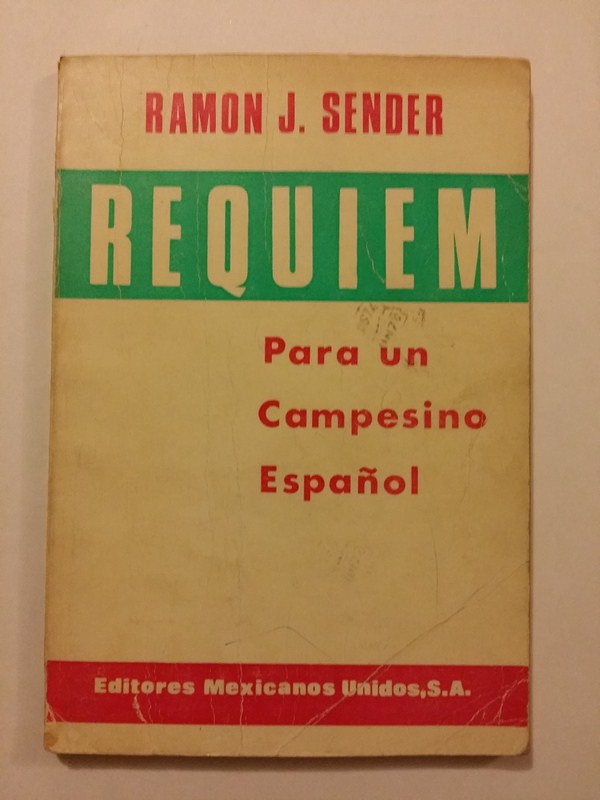 RAMON J. SENDER
REQUIEM
Para un
Campesino
Español
Editores Mexicanos Unidos,S.A.